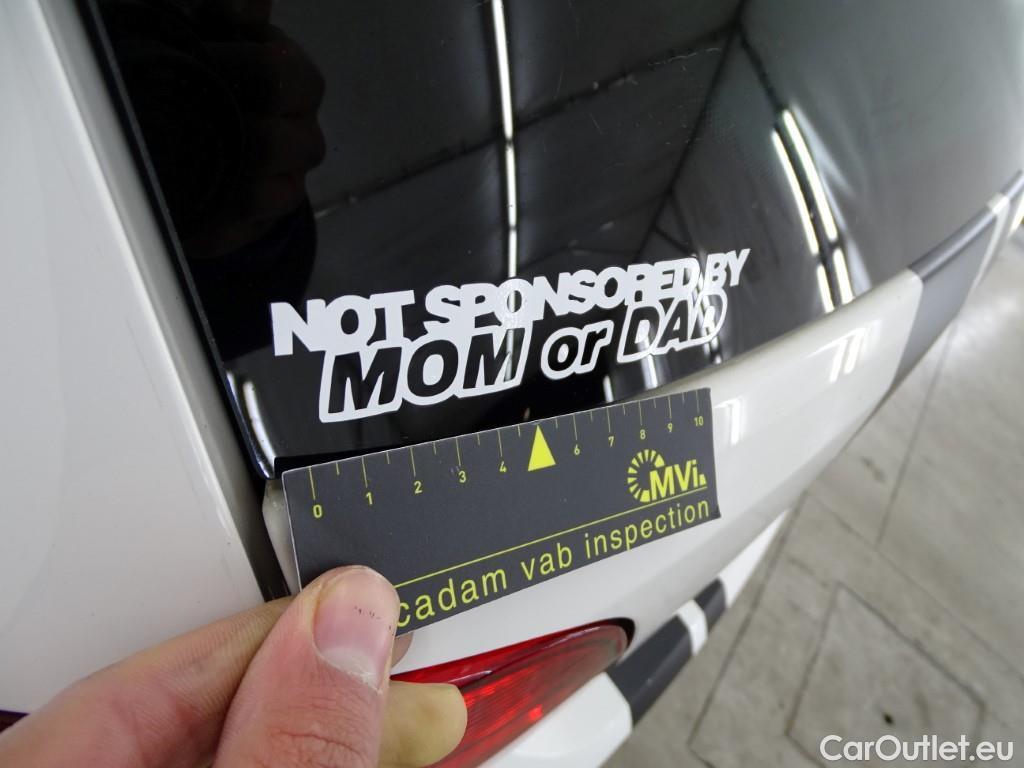 NOT SPONSORED BY
MOM or DAD
0 1 2 3 4 6 7 8 9 10
MVi.
cadam vab inspection
CarOutlet.eu